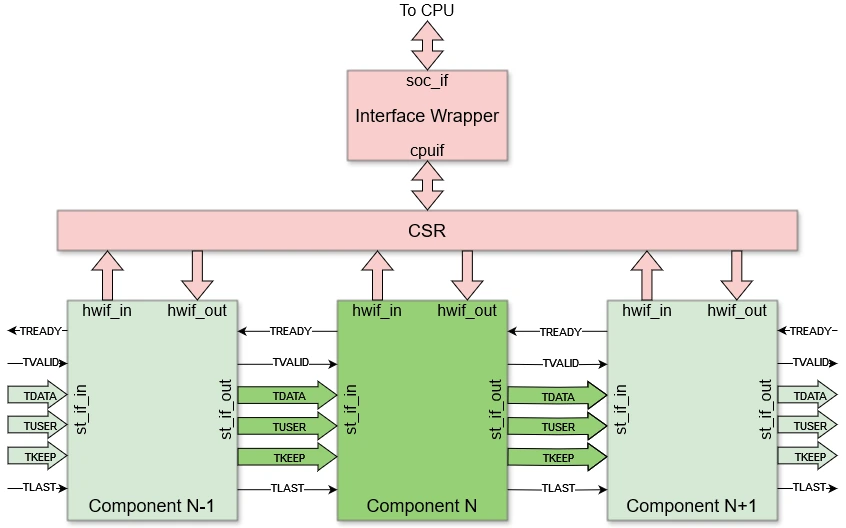 To CPU
soc_if
Interface Wrapper
cpuif
CSR
hwif_in hwif_out hwif_in hwif_out hwif_in hwif_out
TREADY TREADY TREADY TREADY
TVALID TVALID TVALID TVALID
TDATA TDATA TDATA TDATA
TUSER TUSER TUSER TUSER
TKEEP TKEEP TKEEP TKEEP
st_if_in st_if_out st_if_in st_if_out st_if_in st_if_out
TLAST TLAST TLAST TLAST
Component N-1 Component N Component N+1